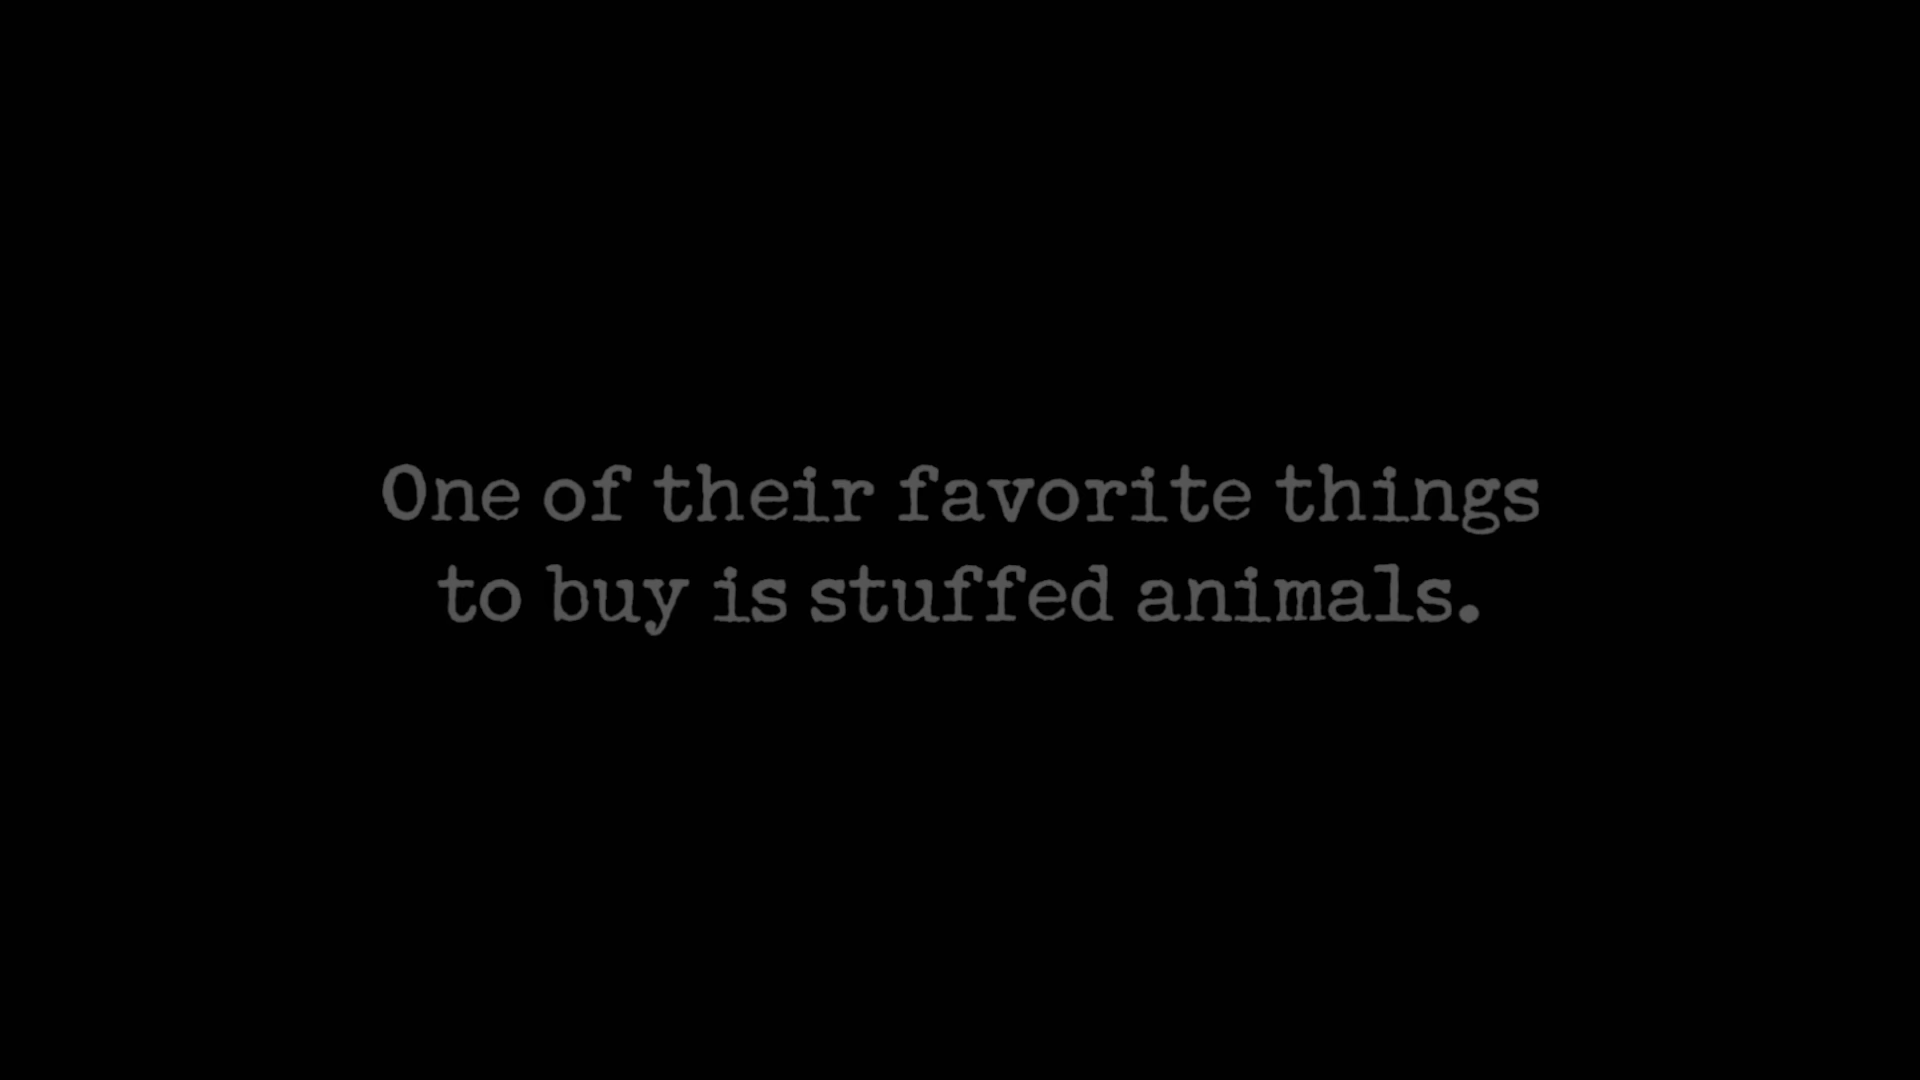 One of their favorite things
to buy is stuffed animals.